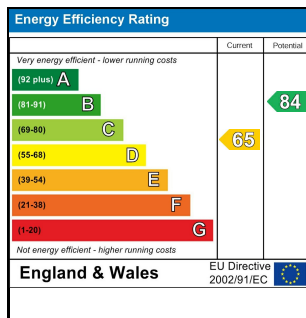 Energy Efficiency Rating
Current Potential
Very energy efficient - lower running costs
(92 plus) A
(81-91) B
84
(69-80) C
65
(55-68) D
(39-54) E
(21-38) F
(1-20) G
Not energy efficient - higher running costs
England & Wales
EU Directive
2002/91/EC